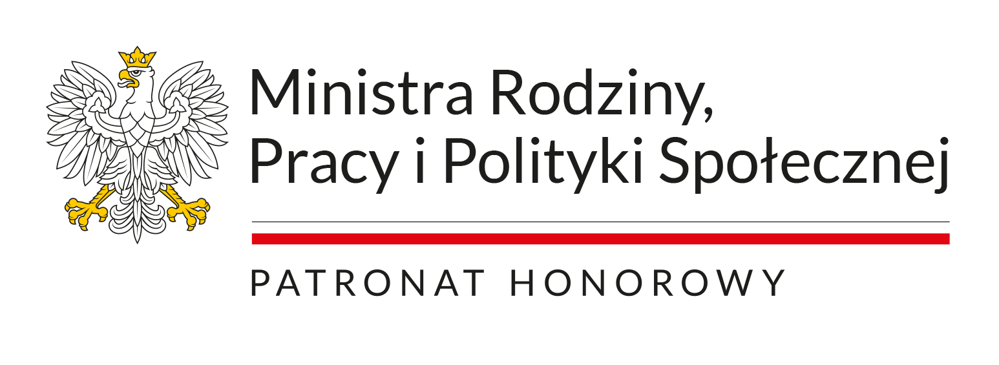 Ministra Rodziny,
Pracy i Polityki Społecznej
PATRONAT HONOROWY